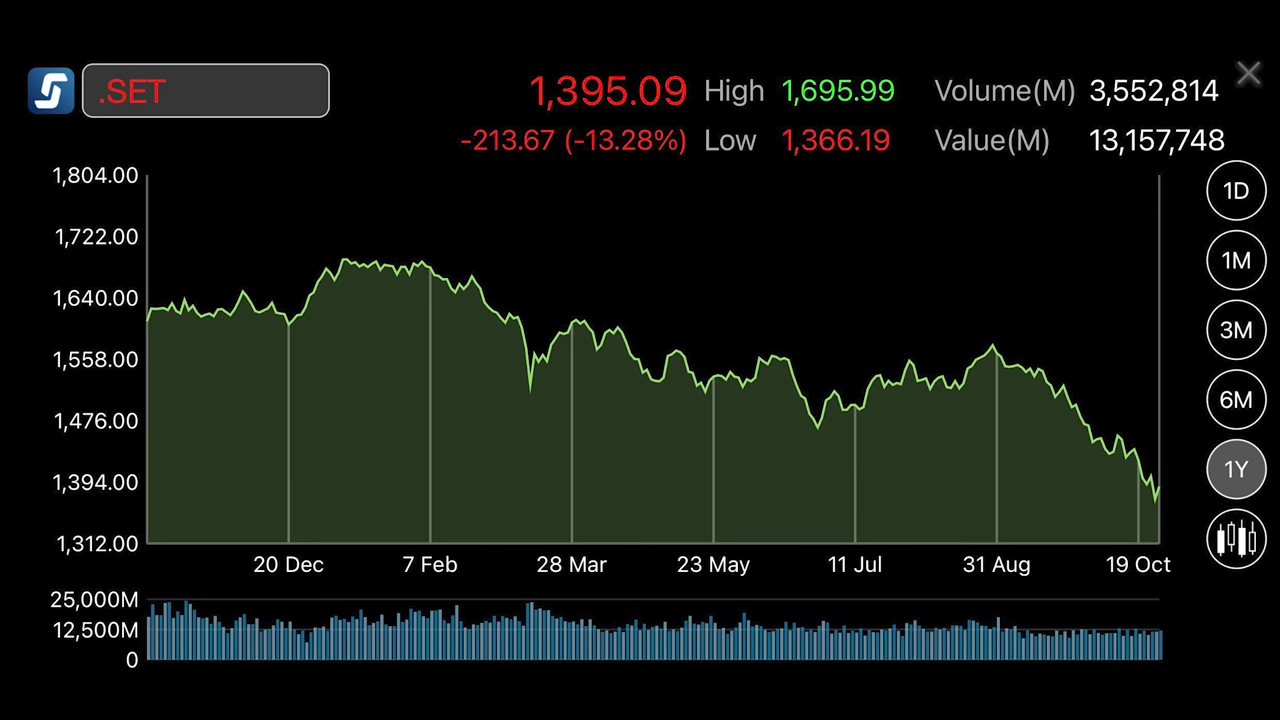 .SET
1,395.09 High 1,695.99 Volume(M) 3,552,814
-213.67 (-13.28%) Low 1,366.19 Value(M) 13,157,748
1,804.00
1,722.00
1,640.00
1,558.00
1,476.00
1,394.00
1,312.00
20 Dec 7 Feb 28 Mar 23 May 11 Jul 31 Aug 19 Oct
25,000M
12,500M
0
1D
1M
3M
6M
1Y